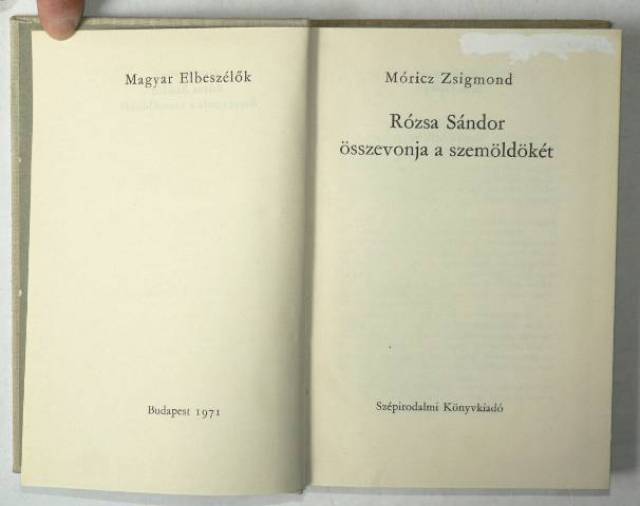 Magyar Elbeszélők
Budapest 1971
Móricz Zsigmond
Rózsa Sándor
összevonja a szemöldökét
Szépirodalmi Könyvkiadó